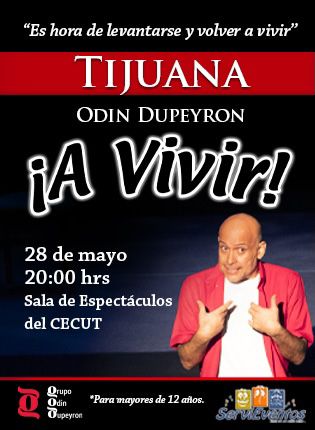 “Es hora de levantarse y volver a vivir”
TIJUANA
ODIN DUPEYRON
¡A Vivir!
28 de mayo
20:00 hrs
Sala de Espectáculos
del CECUT
Grupo
Odin
Dupeyron
*Para mayores de 12 años.
ServiEventos